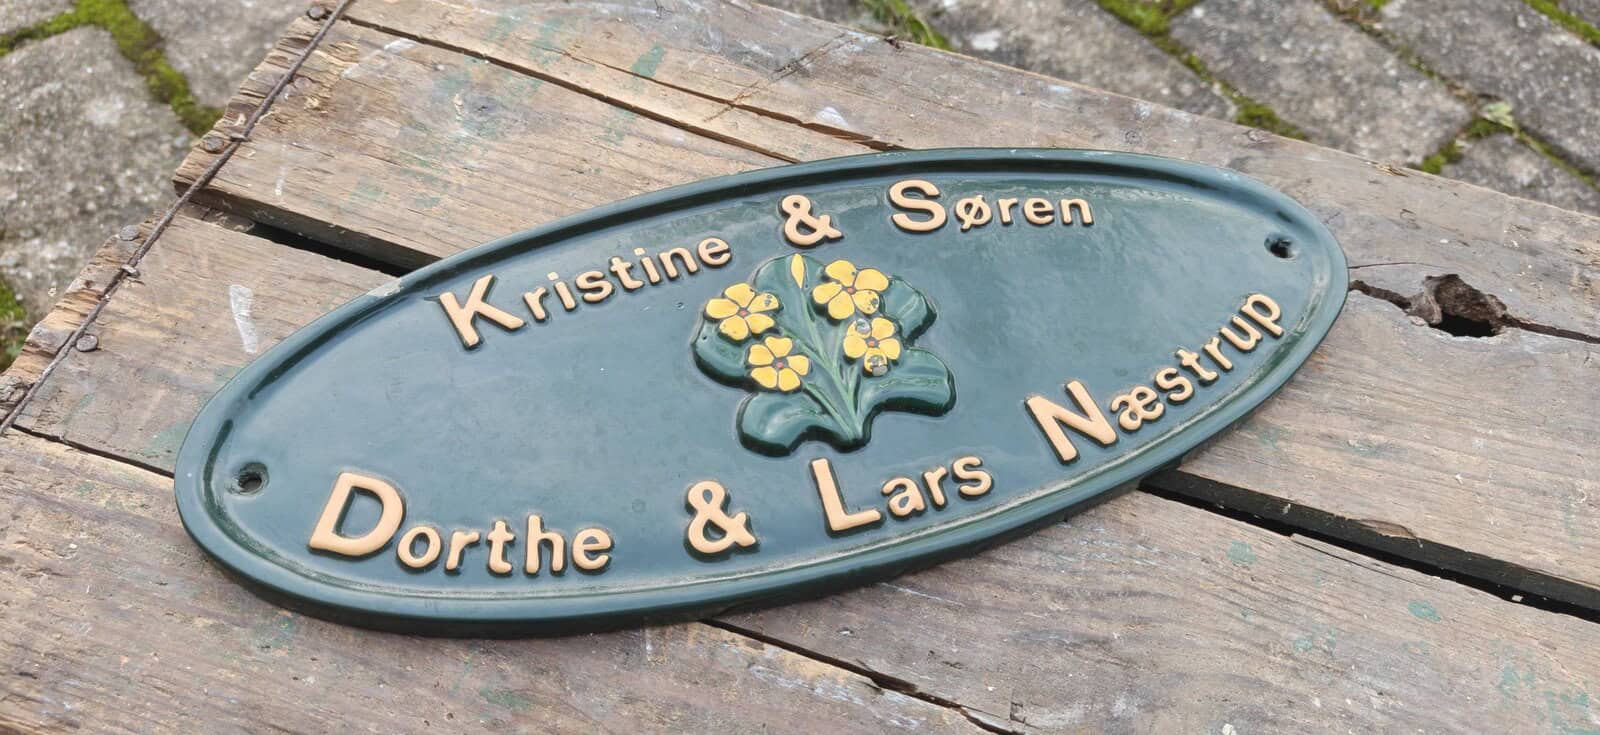 Kristine & Søren
Dorthe & Lars Næstrup